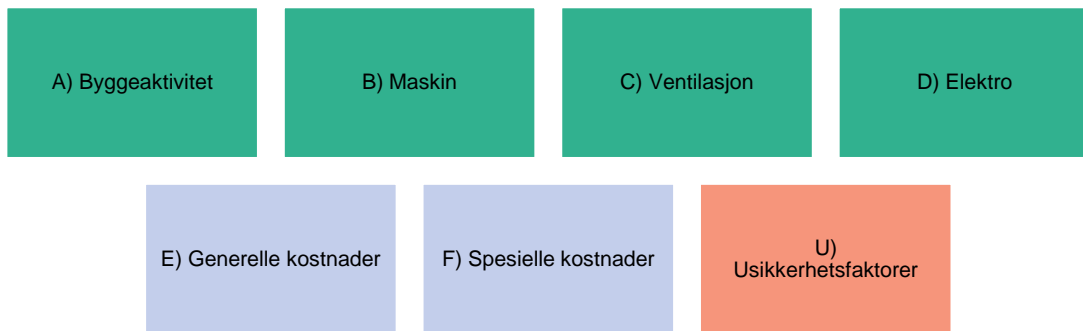 A) Byggeaktivitet
B) Maskin
C) Ventilasjon
D) Elektro
E) Generelle kostnader
F) Spesielle kostnader
U)
Usikkerhetsfaktorer